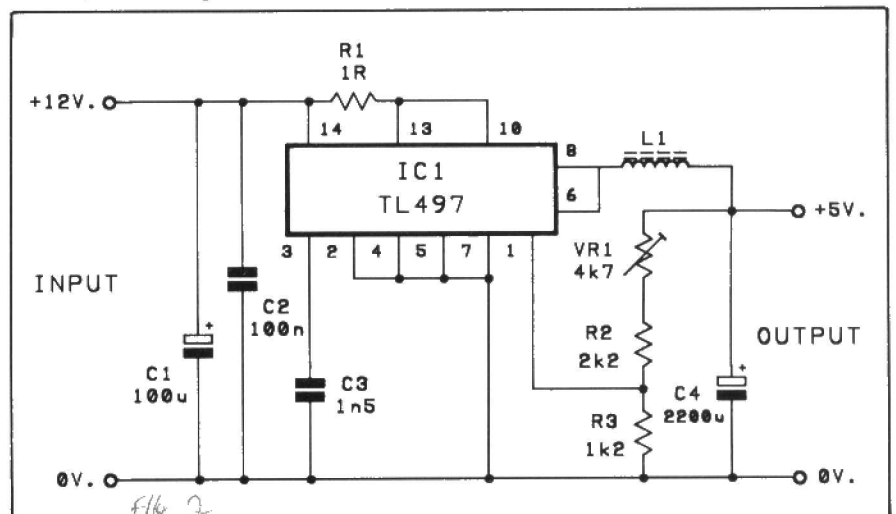 R1
1R
+12V.
14 13 10
8
L1
IC1
TL497
6
+5V.
3 2 4 5 7 1
VR1
4k7
INPUT
C2
100n
R2
2k2
OUTPUT
+
C1
100u
C3
1n5
+
C4
2200u
R3
1k2
0V.
0V.